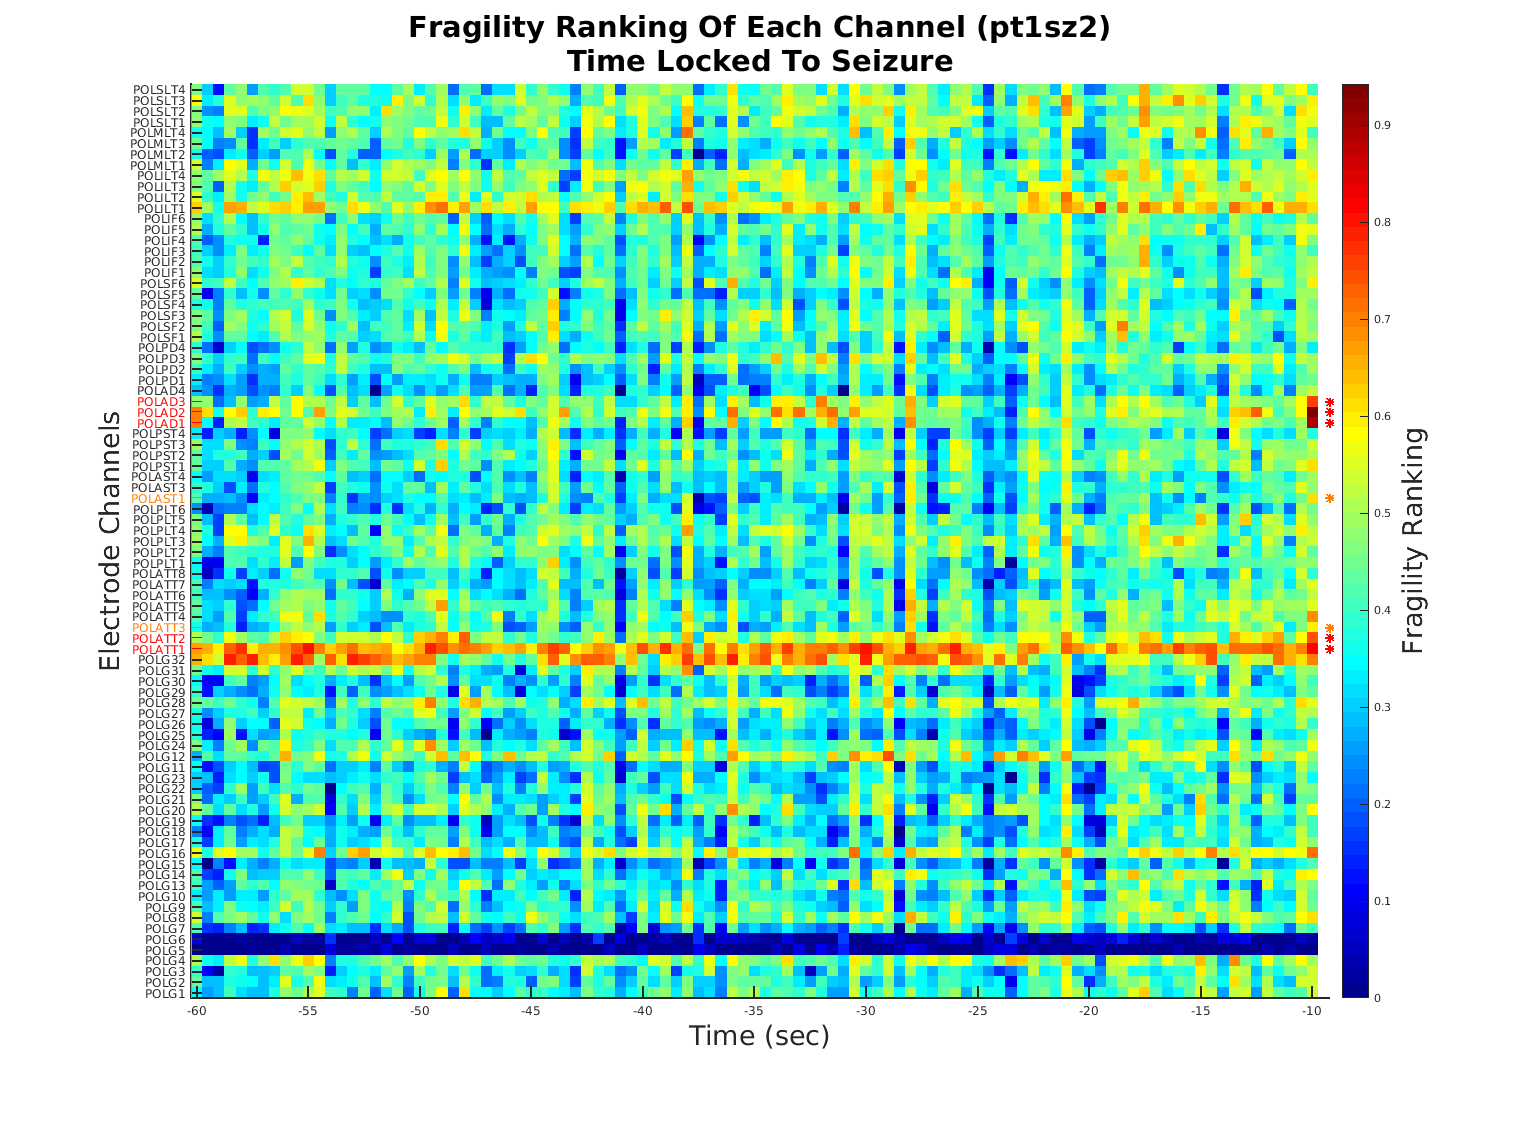 Fragility Ranking Of Each Channel (pt1sz2)
Time Locked To Seizure
Electrode Channels
POLSLT4
POLSLT3
POLSLT2
POLSLT1
POLMLT4
POLMLT3
POLMLT2
POLMLT1
POLILT4
POLILT3
POLILT2
POLILT1
POLIF6
POLIF5
POLIF4
POLIF3
POLIF2
POLIF1
POLSF6
POLSF5
POLSF4
POLSF3
POLSF2
POLSF1
POLPD4
POLPD3
POLPD2
POLPD1
POLAD4
POLAD3
POLAD2
POLAD1
POLPST4
POLPST3
POLPST2
POLPST1
POLAST4
POLAST3
POLAST1
POLPLT6
POLPLT5
POLPLT4
POLPLT3
POLPLT2
POLPLT1
POLATT8
POLATT7
POLATT6
POLATT5
POLATT4
POLATT3
POLATT2
POLATT1
POLG32
POLG31
POLG30
POLG29
POLG28
POLG27
POLG26
POLG25
POLG24
POLG12
POLG11
POLG23
POLG22
POLG21
POLG20
POLG19
POLG18
POLG17
POLG16
POLG15
POLG14
POLG13
POLG10
POLG9
POLG8
POLG7
POLG6
POLG5
POLG4
POLG3
POLG2
POLG1
-60 -55 -50 -45 -40 -35 -30 -25 -20 -15 -10
Time (sec)
0.9
0.8
0.7
0.6
0.5
0.4
0.3
0.2
0.1
0
Fragility Ranking